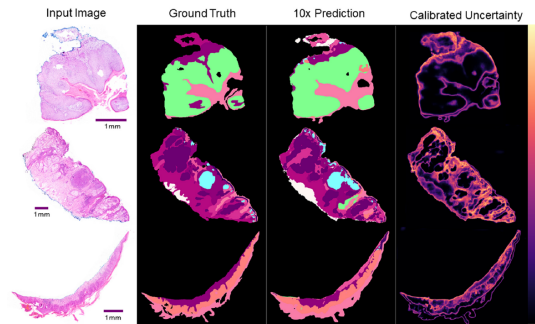 Input Image
Ground Truth
10x Prediction
Calibrated Uncertainty
1mm
1mm
1mm